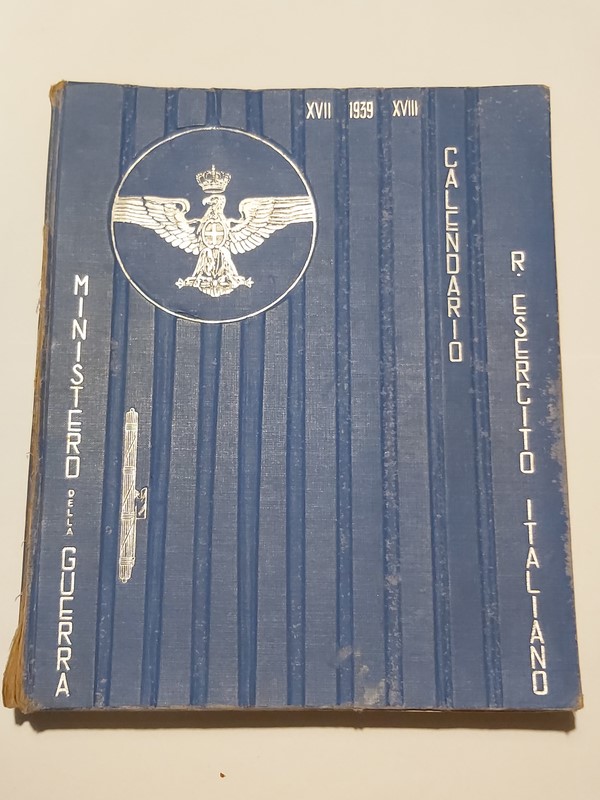 XVII 1939 XVIII
CALENDARIO
R. ESERCITO ITALIANO
MINISTERO DELLA GUERRA